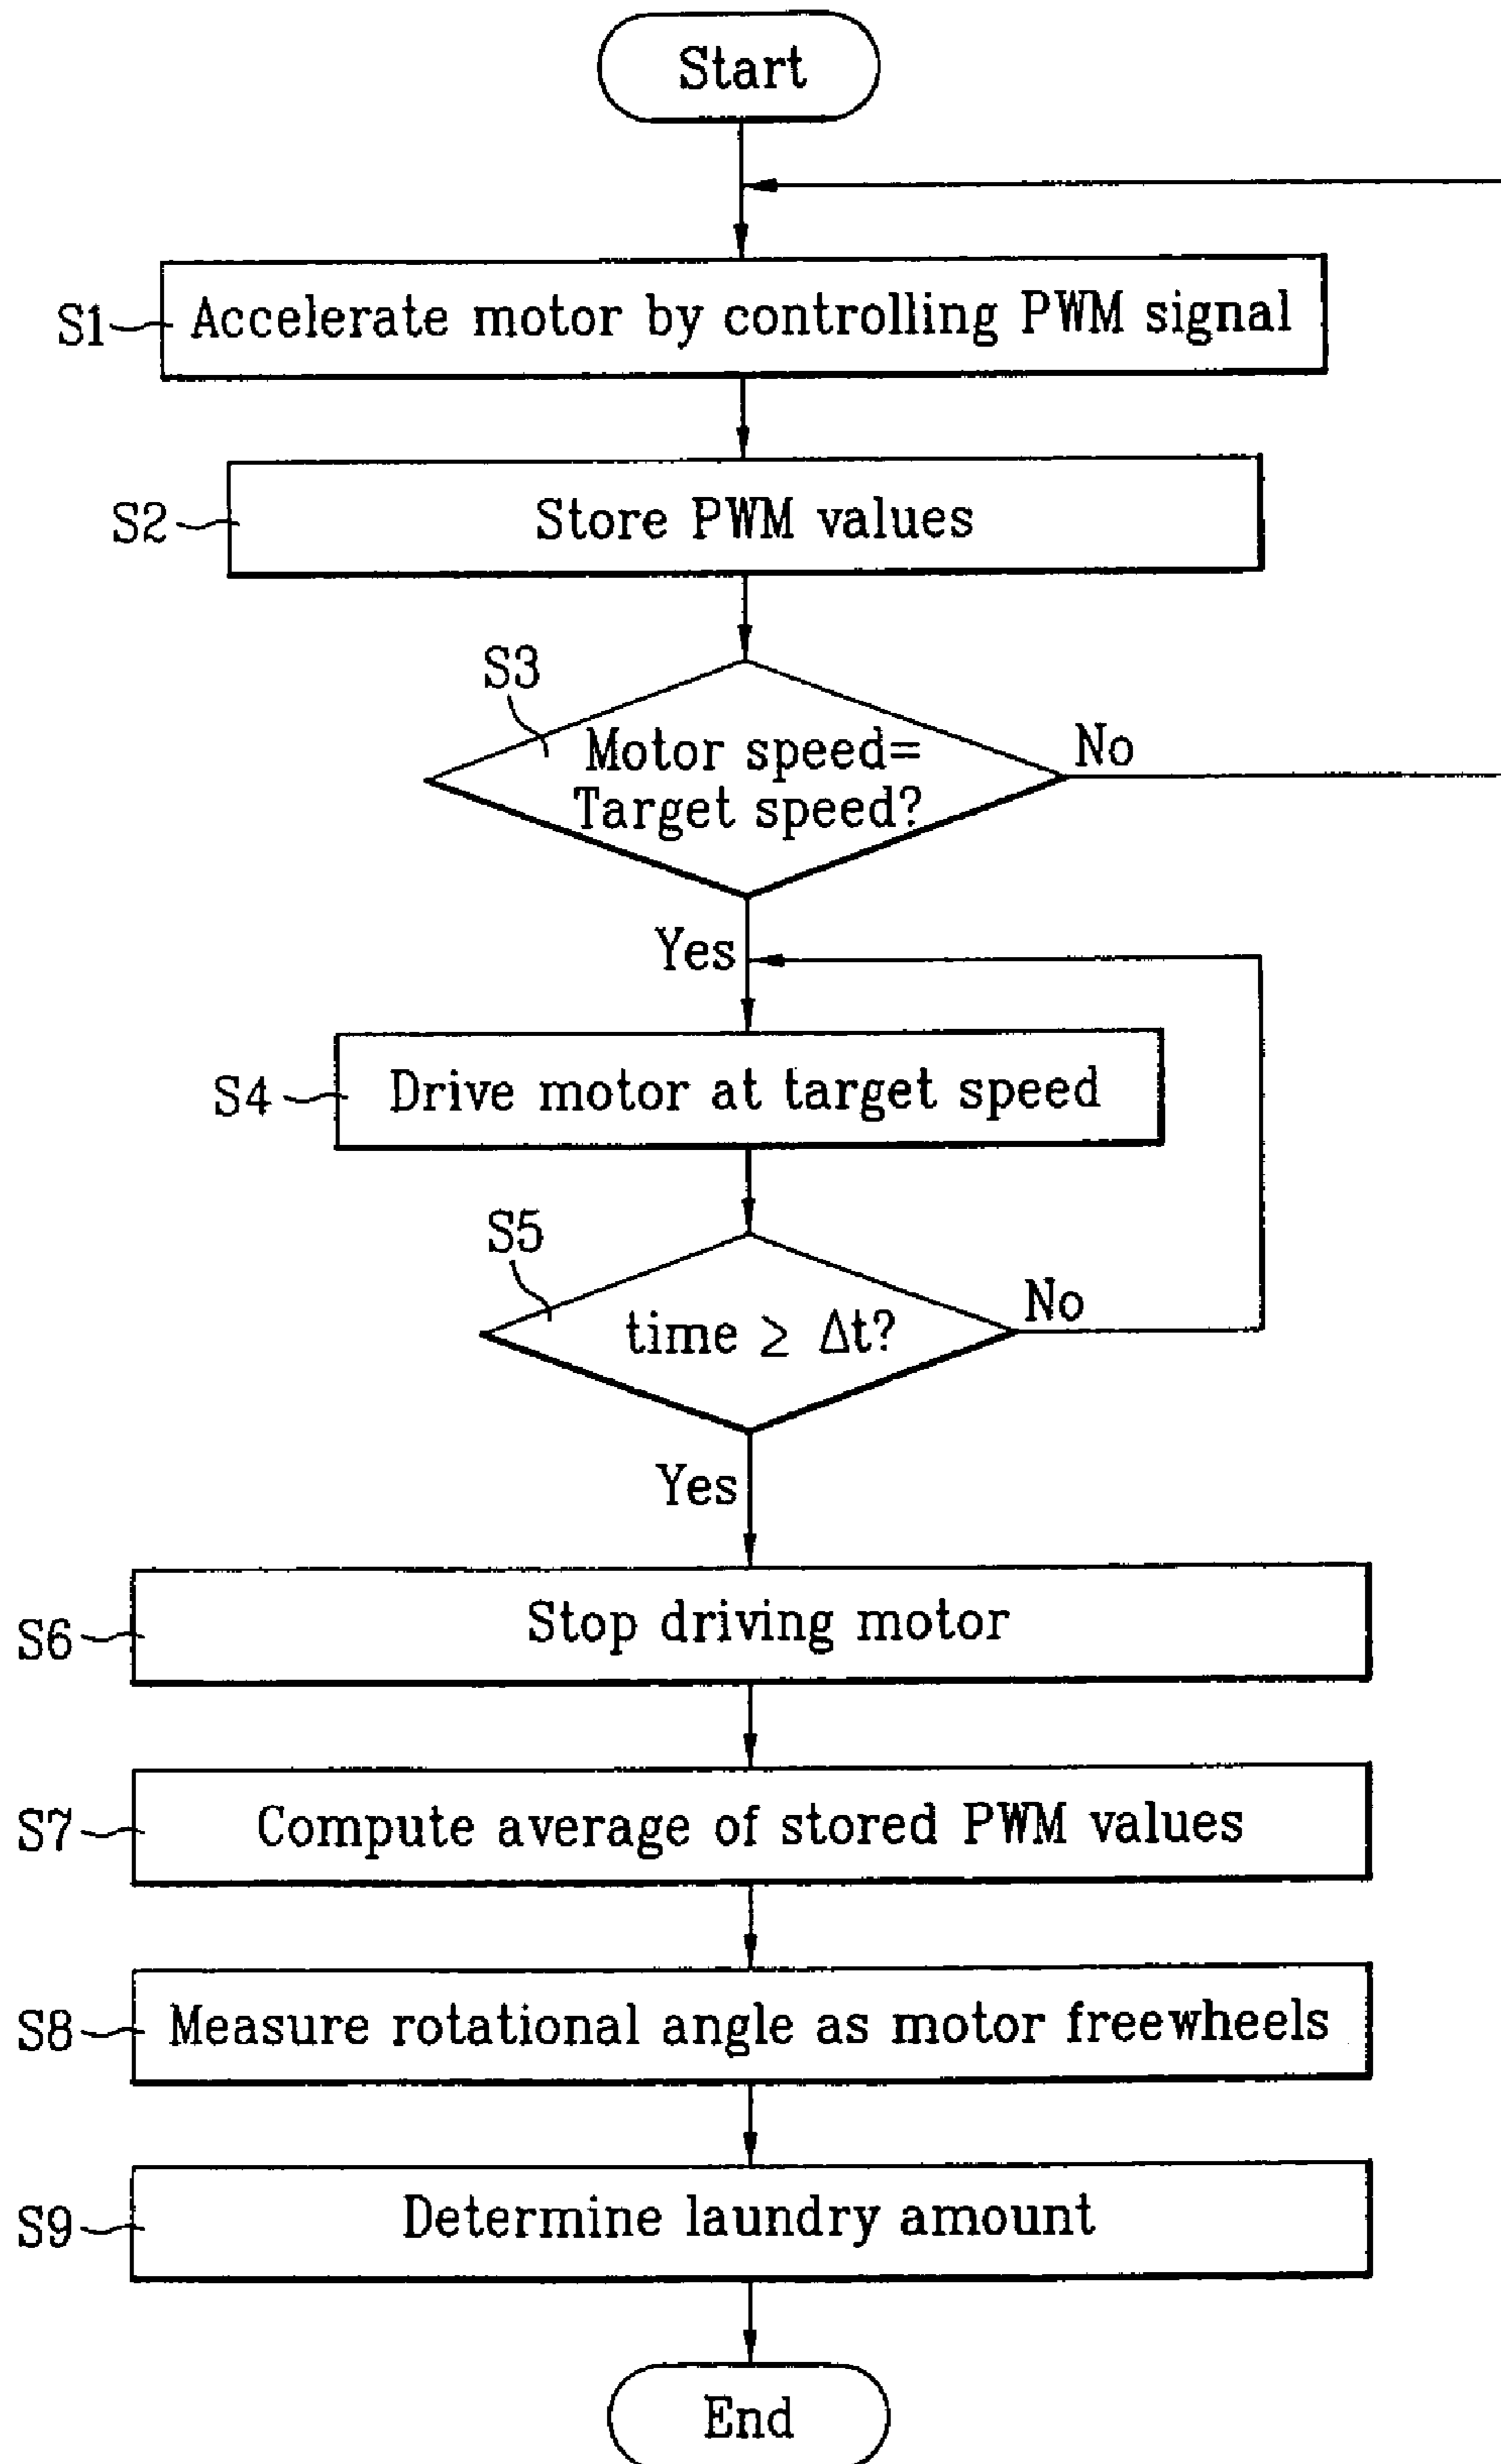 Start
S1 Accelerate motor by controlling PWM signal
S2 Store PWM values
S3
Motor speed=
Target speed?
No
Yes
S4 Drive motor at target speed
S5
time ≥ Δt?
No
Yes
S6 Stop driving motor
S7 Compute average of stored PWM values
S8 Measure rotational angle as motor freewheels
S9 Determine laundry amount
End